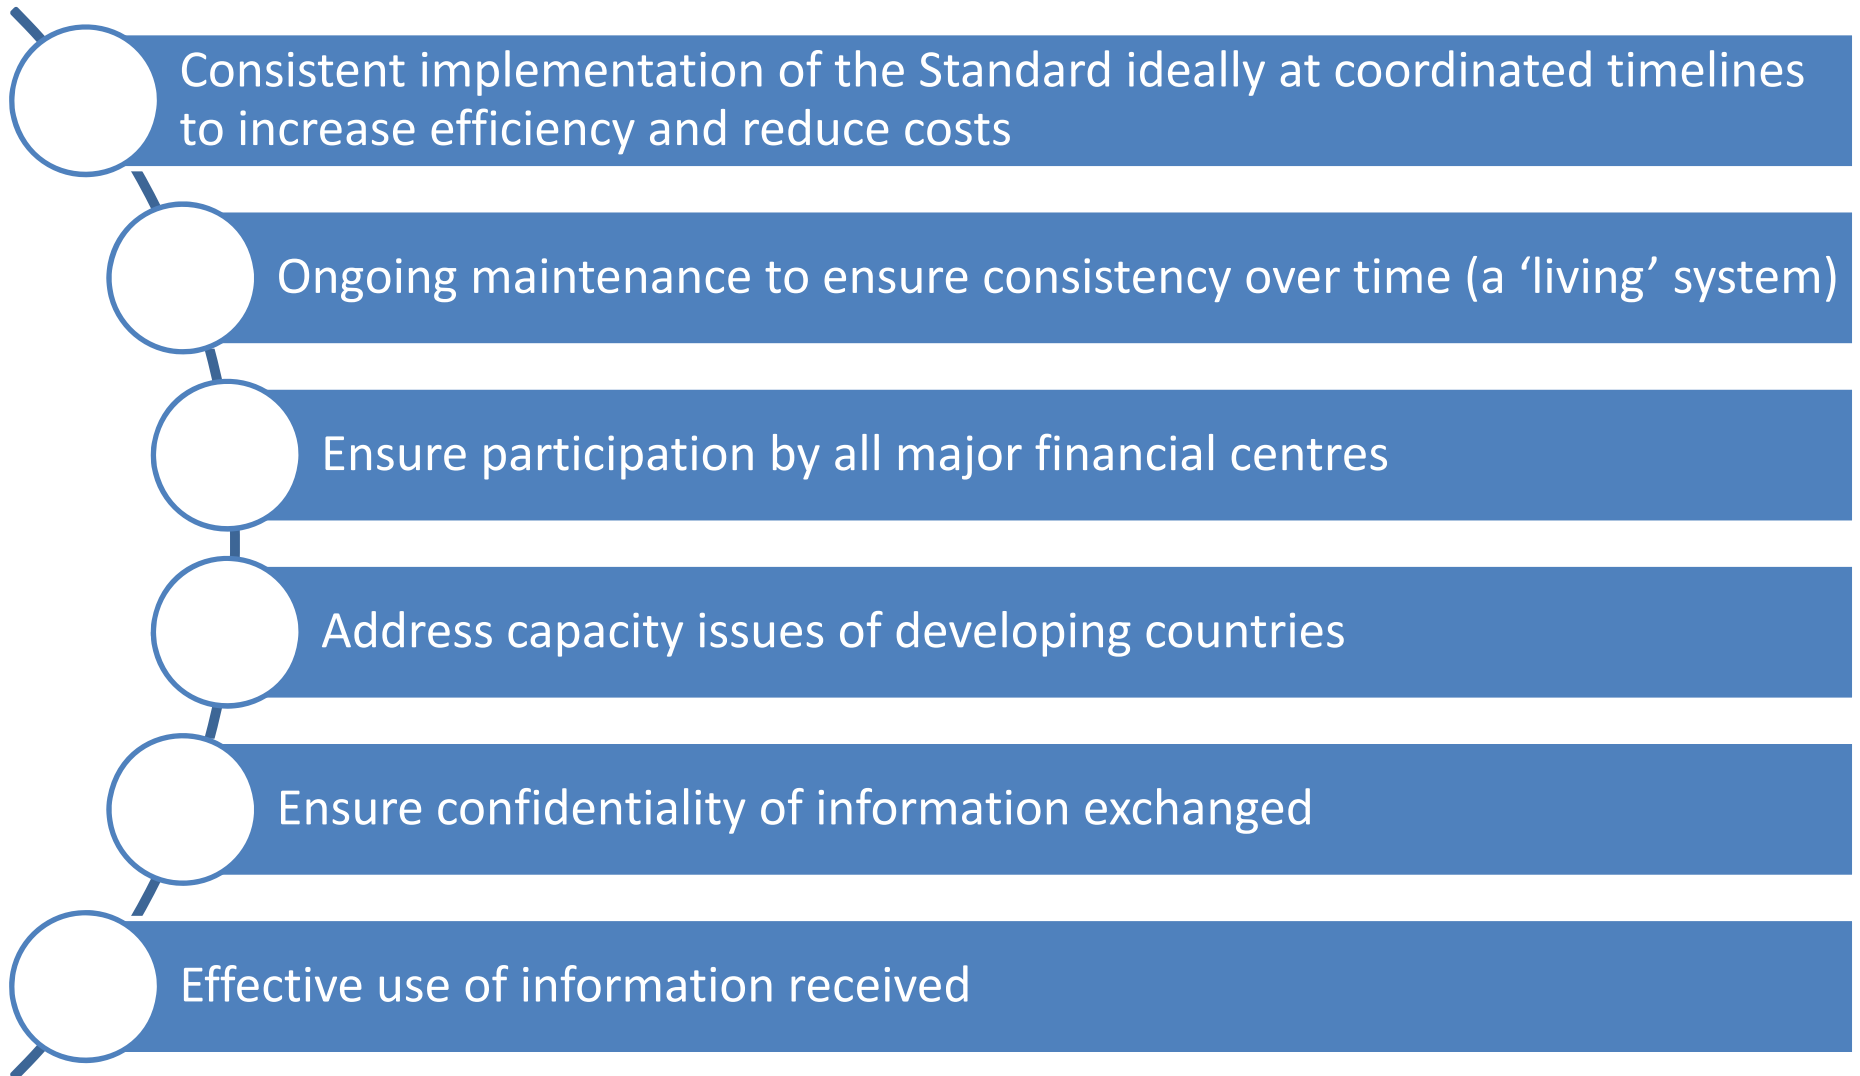 Consistent implementation of the Standard ideally at coordinated timelines
to increase efficiency and reduce costs
Ongoing maintenance to ensure consistency over time (a ‘living’ system)
Ensure participation by all major financial centres
Address capacity issues of developing countries
Ensure confidentiality of information exchanged
Effective use of information received